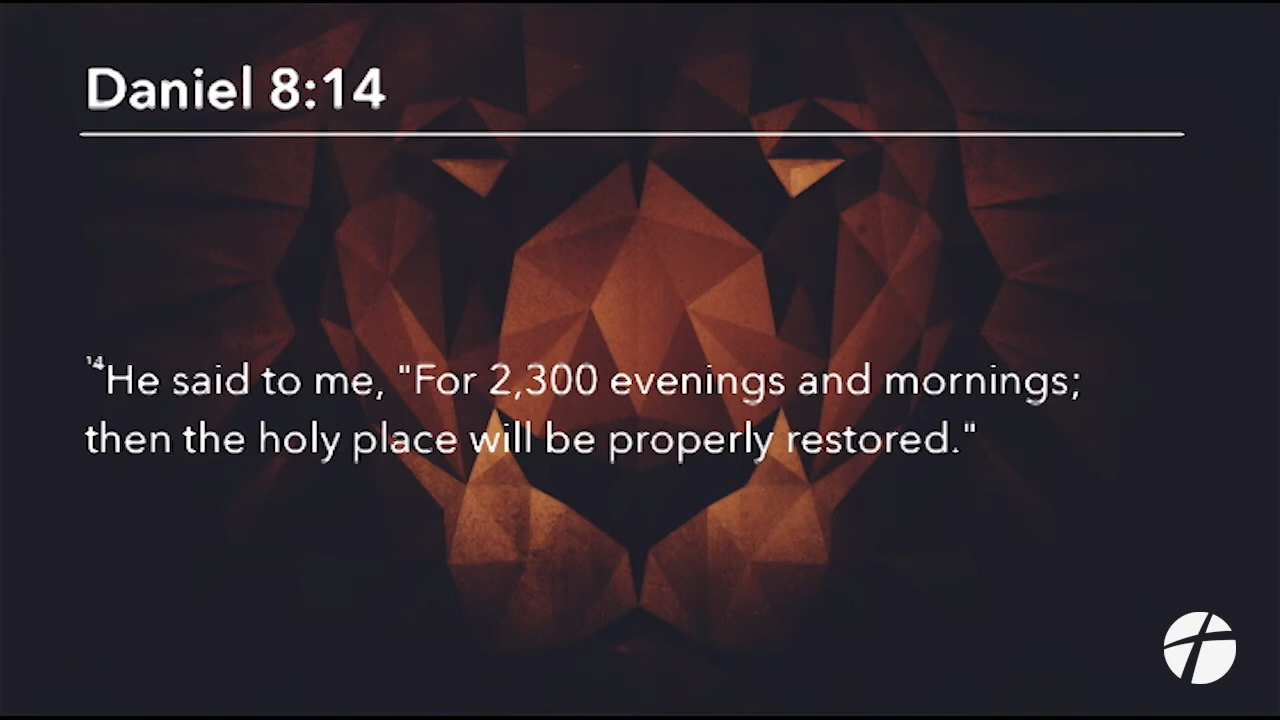 Daniel 8:14
¹⁴He said to me, "For 2,300 evenings and mornings;
then the holy place will be properly restored."